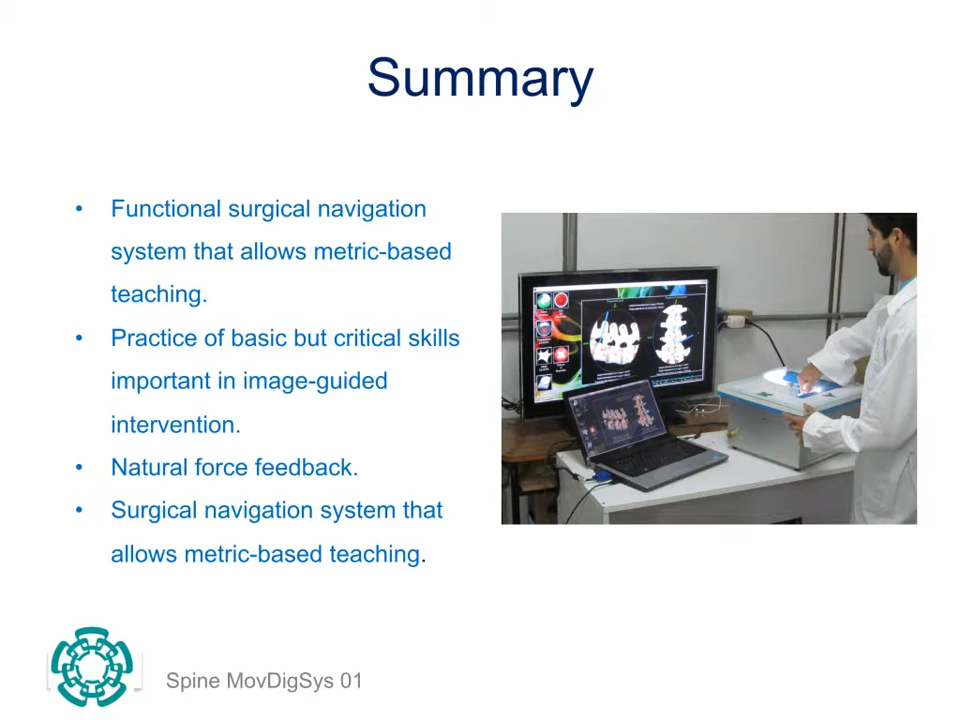 Summary
• Functional surgical navigation
system that allows metric-based
teaching.
• Practice of basic but critical skills
important in image-guided
intervention.
• Natural force feedback.
• Surgical navigation system that
allows metric-based teaching.
Spine MovDigSys 01